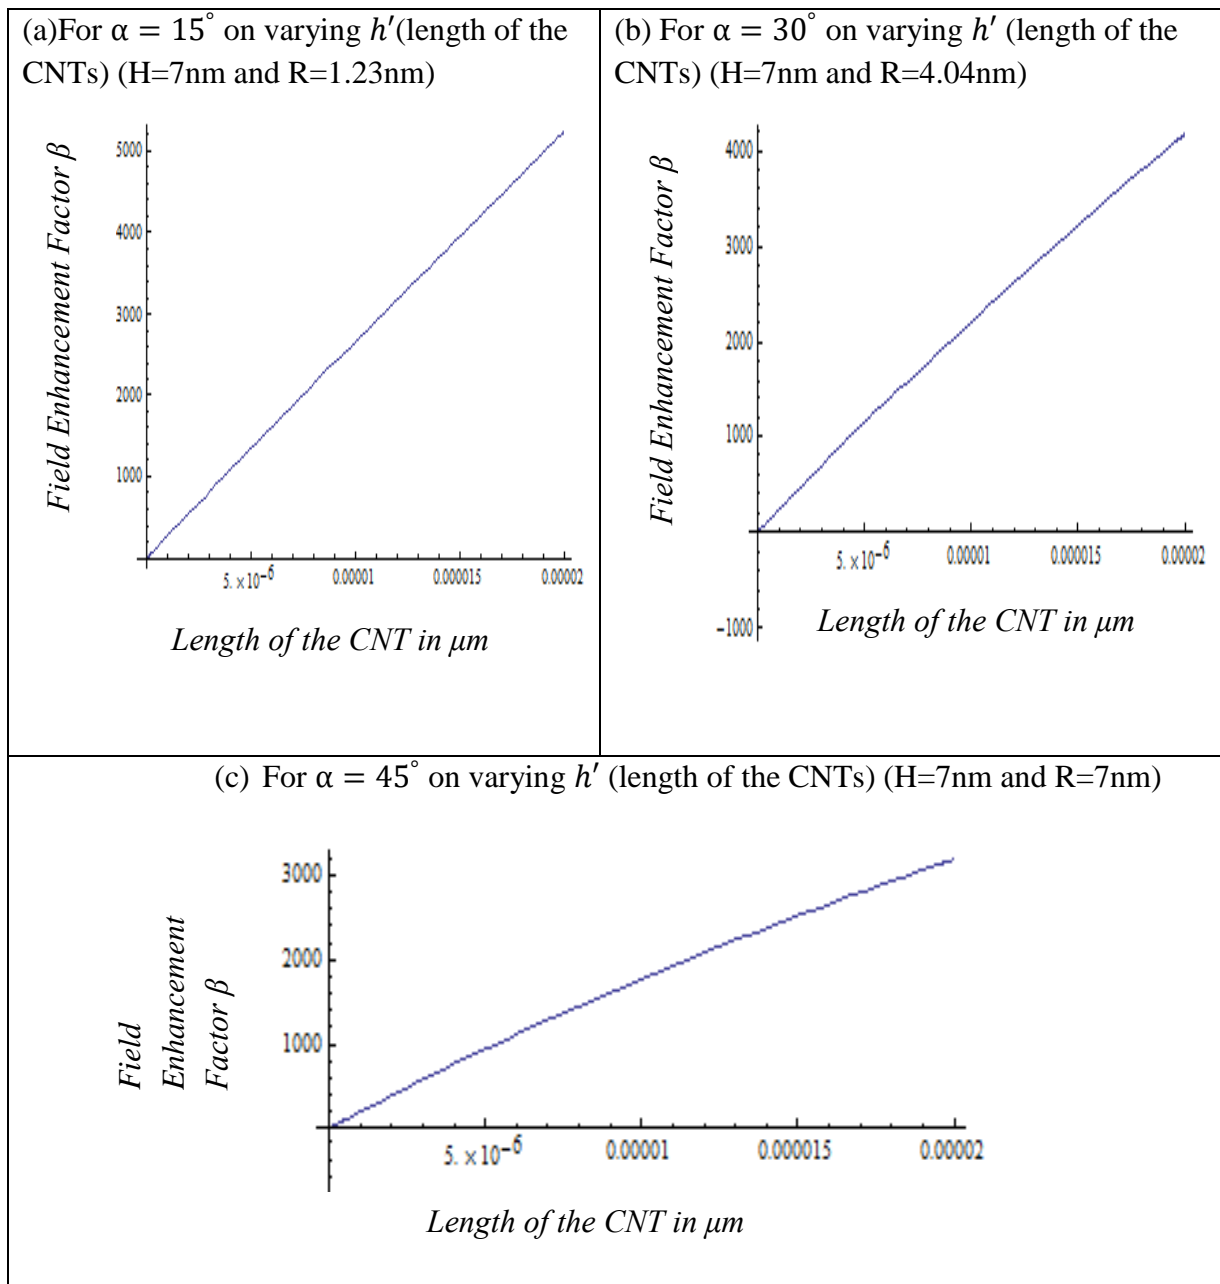 (a)For α = 15° on varying h′(length of the
CNTs) (H=7nm and R=1.23nm)
Field Enhancement Factor β
5000
4000
3000
2000
1000
5. ×10⁻⁶
0.00001
0.000015
0.00002
Length of the CNT in μm
(b) For α = 30° on varying h′ (length of the
CNTs) (H=7nm and R=4.04nm)
Field Enhancement Factor β
4000
3000
2000
1000
−1000
5. ×10⁻⁶
0.00001
0.000015
0.00002
Length of the CNT in μm
(c) For α = 45° on varying h′ (length of the CNTs) (H=7nm and R=7nm)
Field
Enhancement
Factor β
3000
2000
1000
5. ×10⁻⁶
0.00001
0.000015
0.00002
Length of the CNT in μm